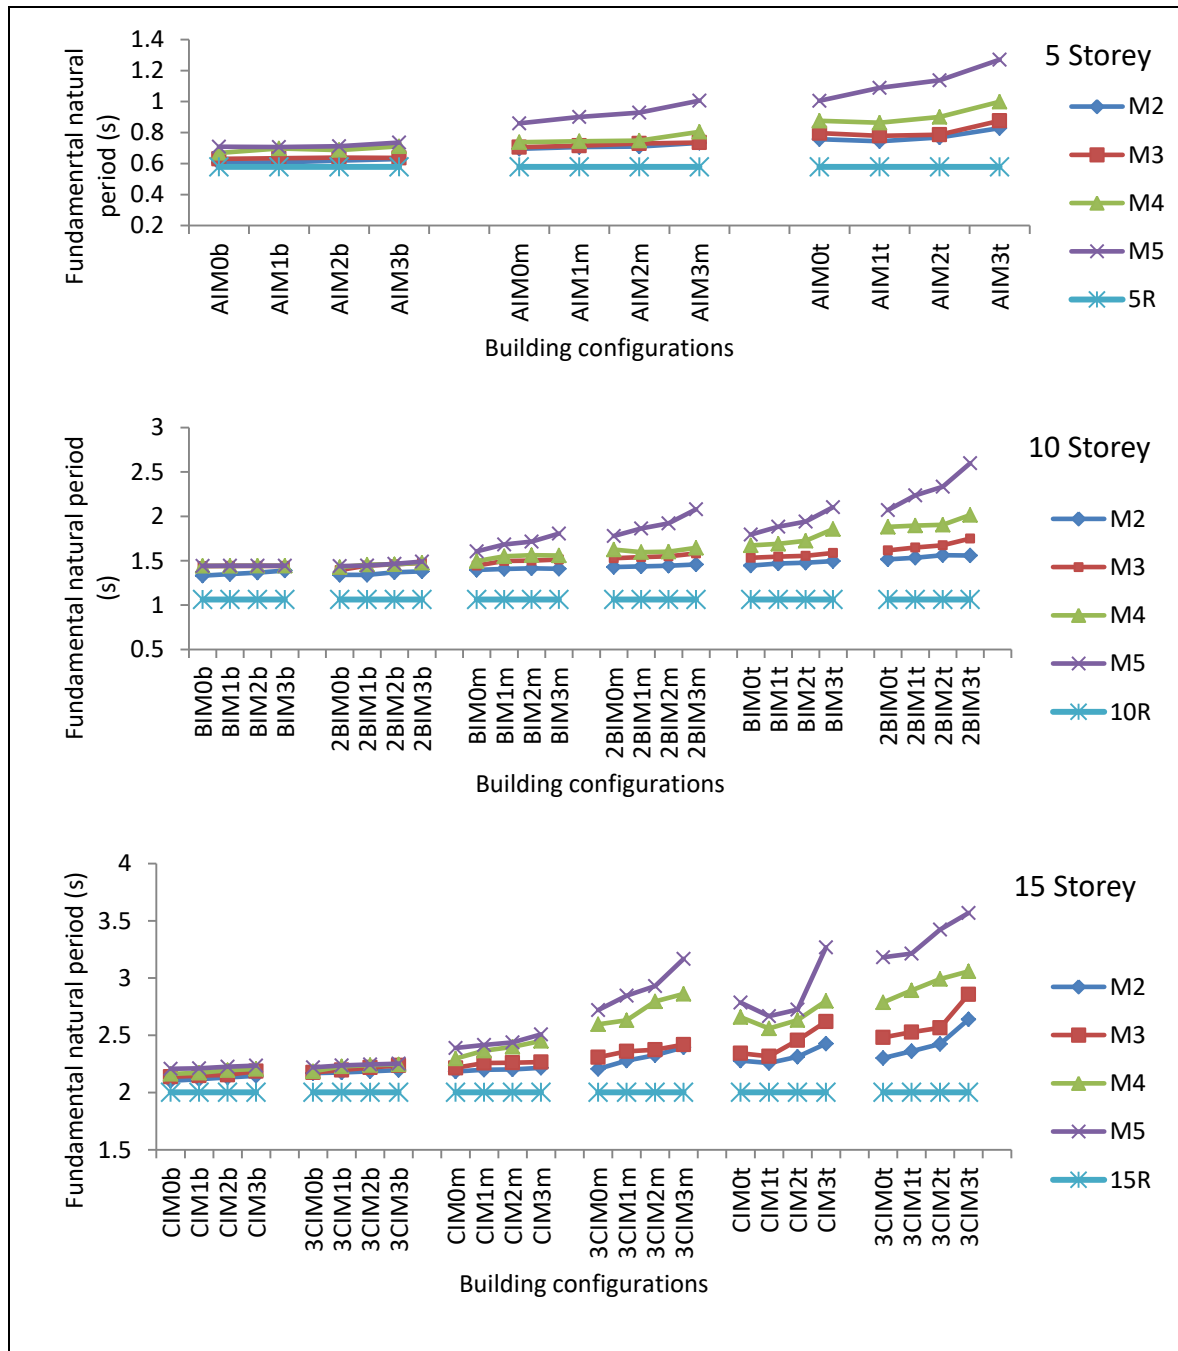 5 Storey
Fundamental natural
period (s)
1.4
1.2
1
0.8
0.6
0.4
0.2
AIM0b
AIM1b
AIM2b
AIM3b
AIM0m
AIM1m
AIM2m
AIM3m
AIM0t
AIM1t
AIM2t
AIM3t
Building configurations
M2
M3
M4
M5
5R
10 Storey
Fundamental natural period
(s)
3
2.5
2
1.5
1
0.5
BIM0b
BIM1b
BIM2b
BIM3b
2BIM0b
2BIM1b
2BIM2b
2BIM3b
BIM0m
BIM1m
BIM2m
BIM3m
2BIM0m
2BIM1m
2BIM2m
2BIM3m
BIM0t
BIM1t
BIM2t
BIM3t
2BIM0t
2BIM1t
2BIM2t
2BIM3t
Building configurations
M2
M3
M4
M5
10R
15 Storey
Fundamental natural period (s)
4
3.5
3
2.5
2
1.5
CIM0b
CIM1b
CIM2b
CIM3b
3CIM0b
3CIM1b
3CIM2b
3CIM3b
CIM0m
CIM1m
CIM2m
CIM3m
3CIM0m
3CIM1m
3CIM2m
3CIM3m
CIM0t
CIM1t
CIM2t
CIM3t
3CIM0t
3CIM1t
3CIM2t
3CIM3t
Building configurations
M2
M3
M4
M5
15R